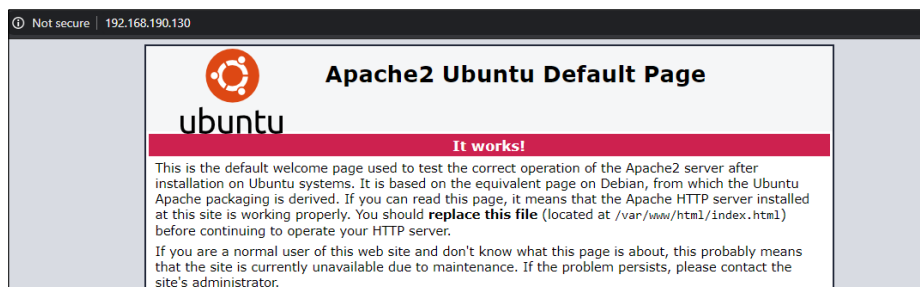 Not secure | 192.168.190.130
Apache2 Ubuntu Default Page
ubuntu
It works!
This is the default welcome page used to test the correct operation of the Apache2 server after
installation on Ubuntu systems. It is based on the equivalent page on Debian, from which the Ubuntu
Apache packaging is derived. If you can read this page, it means that the Apache HTTP server installed
at this site is working properly. You should replace this file (located at /var/www/html/index.html)
before continuing to operate your HTTP server.
If you are a normal user of this web site and don't know what this page is about, this probably means
that the site is currently unavailable due to maintenance. If the problem persists, please contact the
site's administrator.